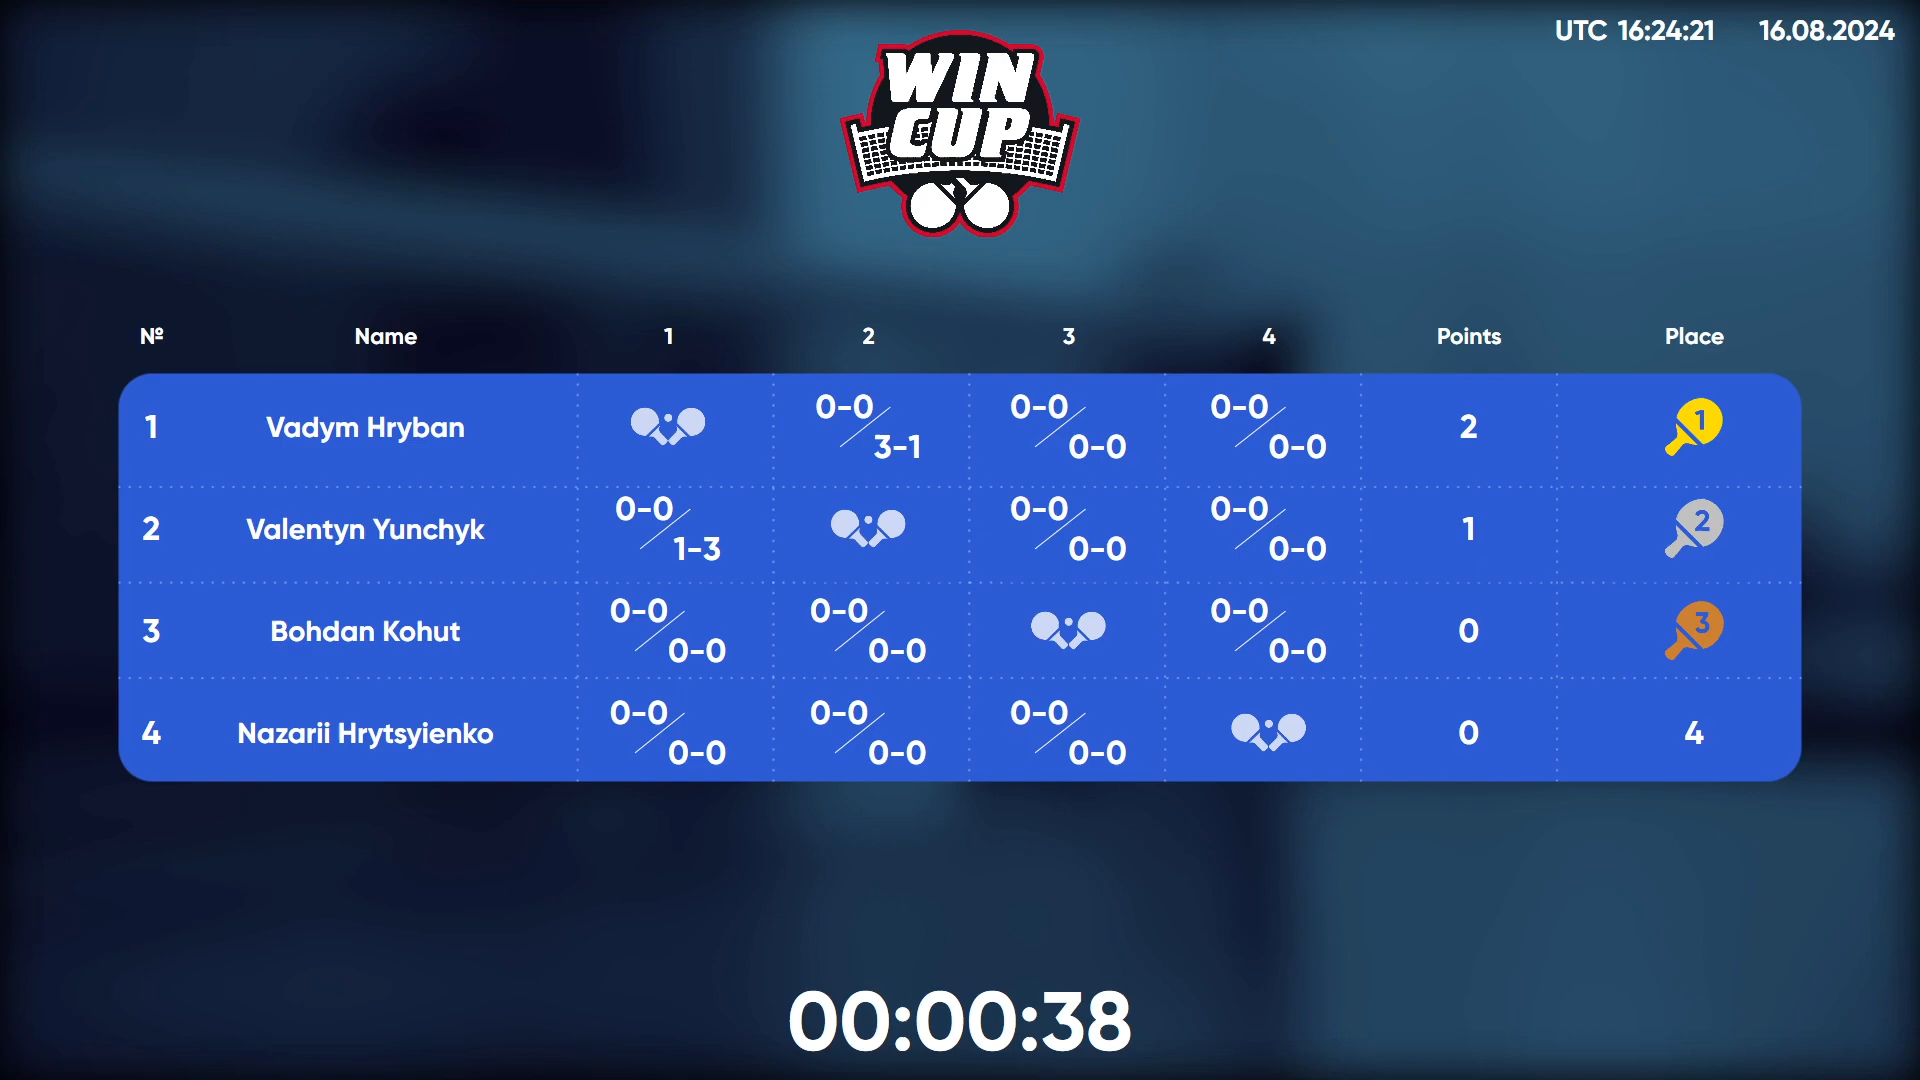 UTC 16:24:21 16.08.2024
WIN
CUP
Nº Name 1 2 3 4 Points Place
1 Vadym Hryban 0-0 3-1 0-0 0-0 0-0 0-0 2 1
2 Valentyn Yunchyk 0-0 1-3 0-0 0-0 0-0 0-0 1 2
3 Bohdan Kohut 0-0 0-0 0-0 0-0 0-0 0-0 0 3
4 Nazarii Hrytsyienko 0-0 0-0 0-0 0-0 0-0 0-0 0 4
00:00:38